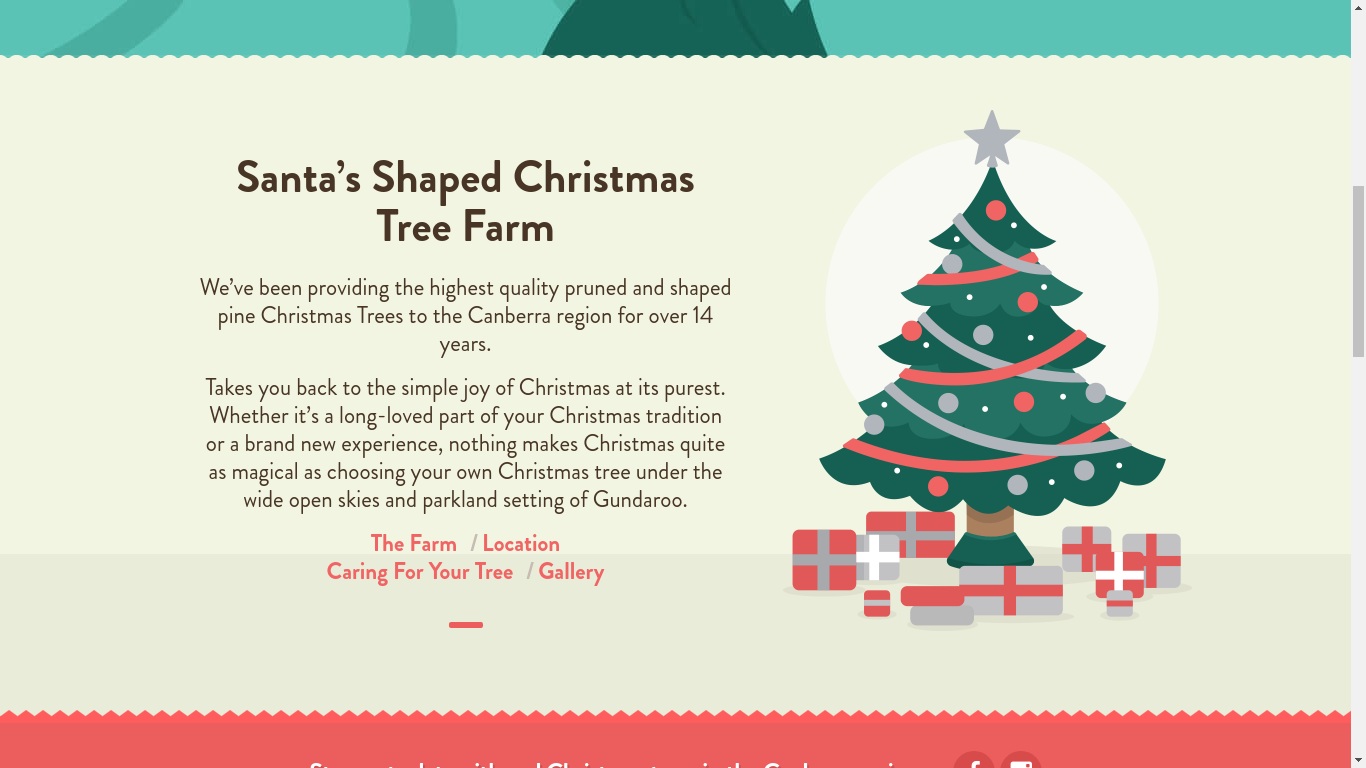 Santa’s Shaped Christmas
Tree Farm
We’ve been providing the highest quality pruned and shaped
pine Christmas Trees to the Canberra region for over 14
years.
Takes you back to the simple joy of Christmas at its purest.
Whether it’s a long-loved part of your Christmas tradition
or a brand new experience, nothing makes Christmas quite
as magical as choosing your own Christmas tree under the
wide open skies and parkland setting of Gundaroo.
The Farm / Location
Caring For Your Tree / Gallery